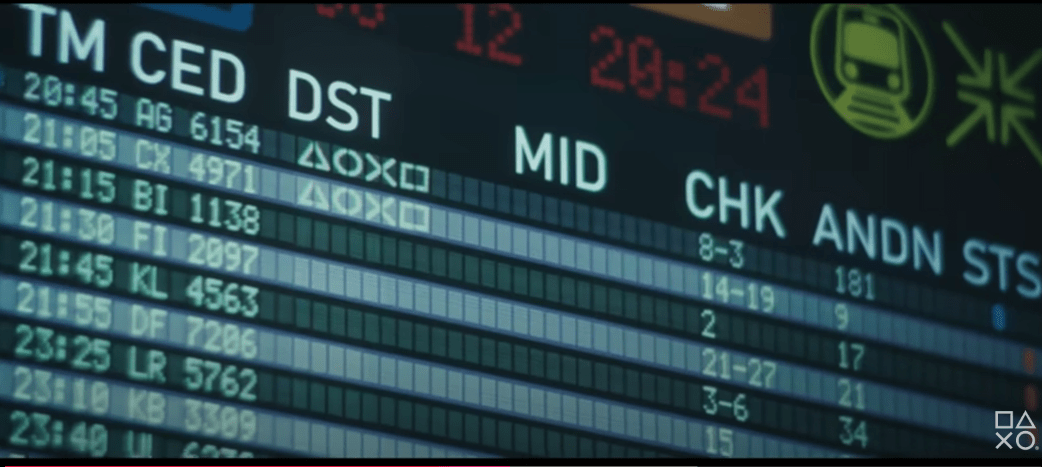 12 20:24
TM CED DST MID CHK ANDN STS
20:45 AG 6154 △○✕□ 8-3 181
21:05 CX 4971 △○✕□ 14-19 9
21:15 BI 1138 2 17
21:30 FI 2097 21-27 21
21:45 KL 4563 3-6 34
21:55 DF 7206 15
23:25 LR 5762
23:10 KB 3309
23:40